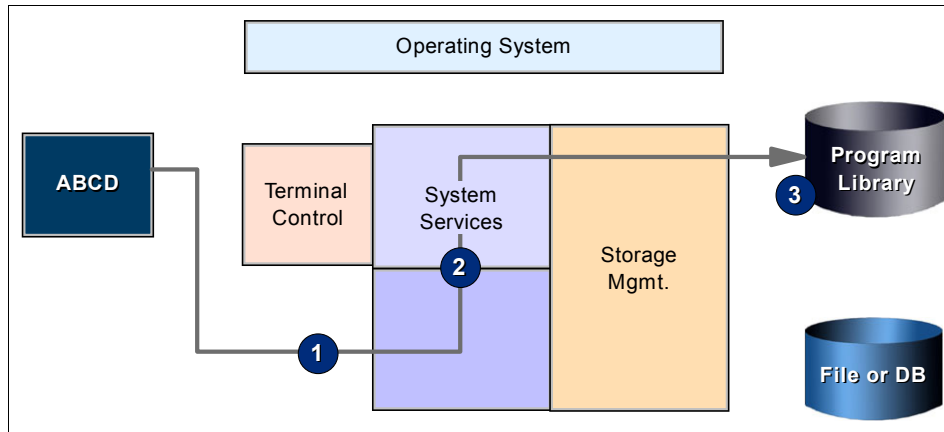 Operating System
ABCD
Terminal
Control
System
Services
Storage
Mgmt.
Program
Library
File or DB
1
2
3